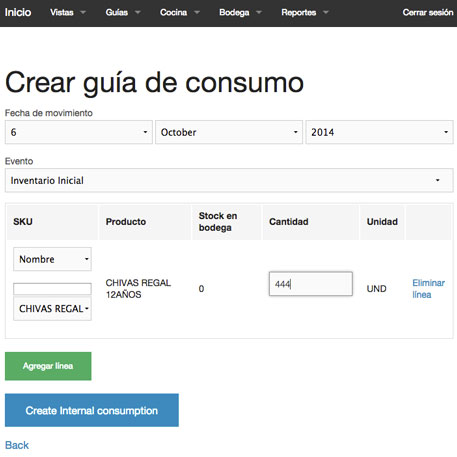 Inicio Vistas Guías Cocina Bodega Reportes Cerrar sesión
Crear guía de consumo
Fecha de movimiento
6 October 2014
Evento
Inventario Inicial
SKU Producto Stock en bodega Cantidad Unidad
Nombre
CHIVAS REGAL
CHIVAS REGAL 12AÑOS
0
444
UND
Eliminar línea
Agregar línea
Create Internal consumption
Back